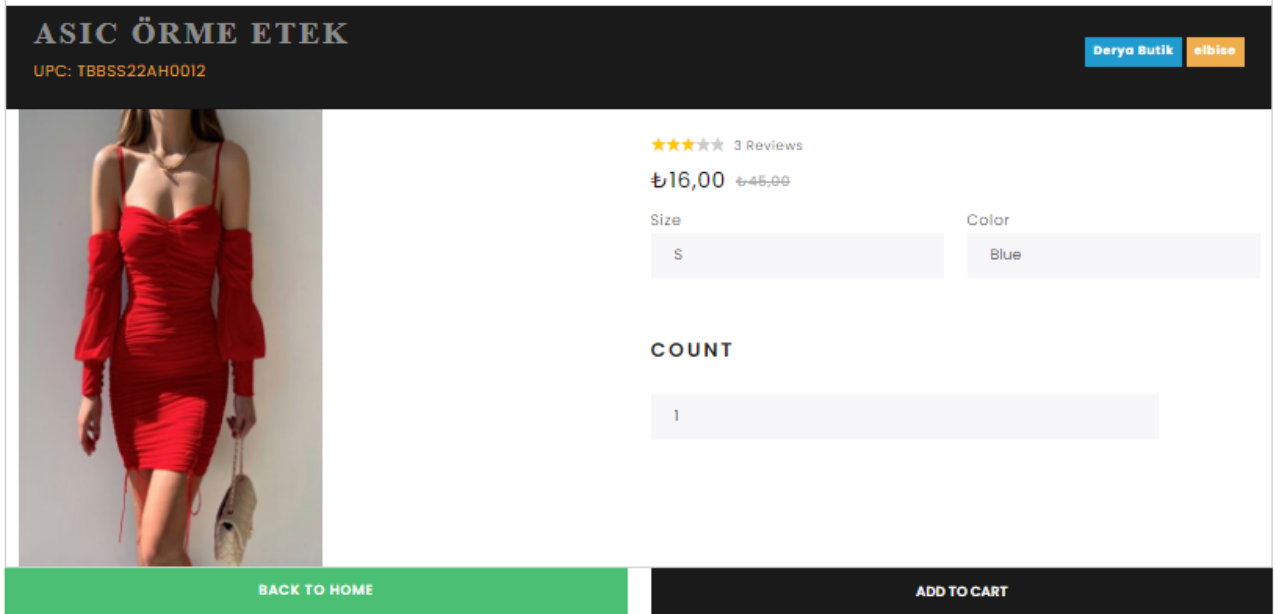 ASIC ÖRME ETEK
UPC: TBBSS22AH0012
Derya Butik elbise
3 Reviews
₺16,00 ₺45,00
Size Color
S Blue
COUNT
1
BACK TO HOME ADD TO CART